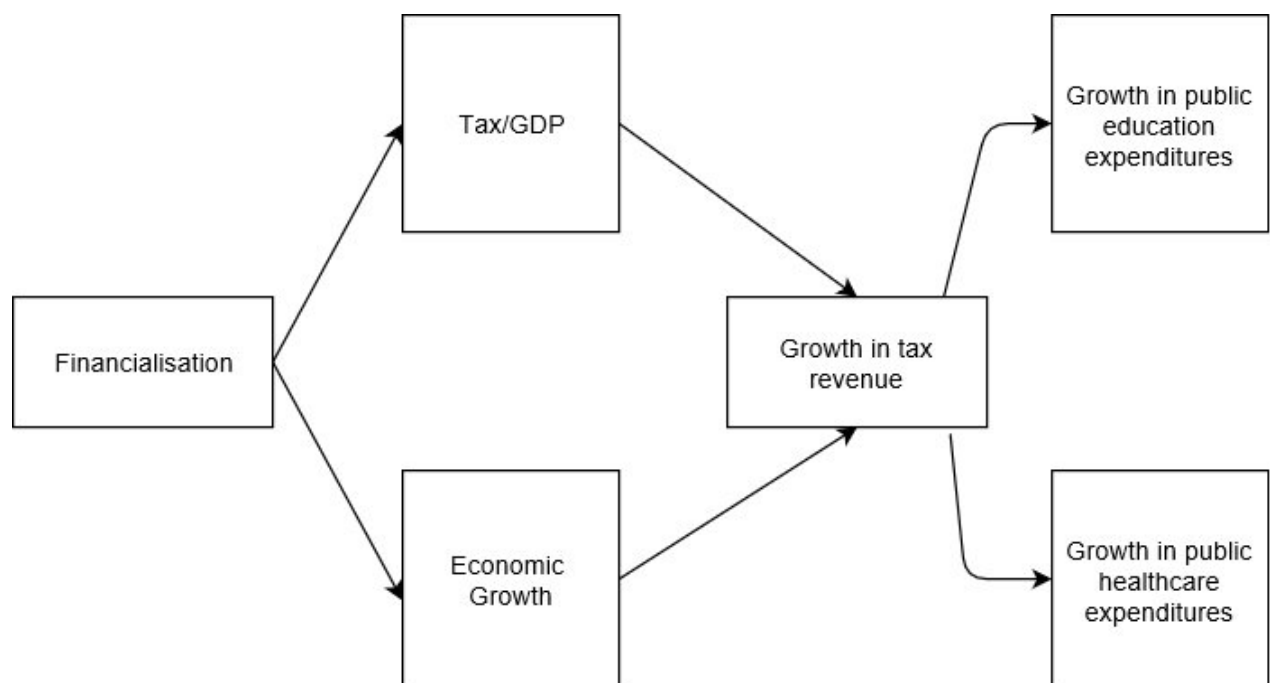 Tax/GDP
Growth in public
education
expenditures
Financialisation
Growth in tax
revenue
Economic
Growth
Growth in public
healthcare
expenditures